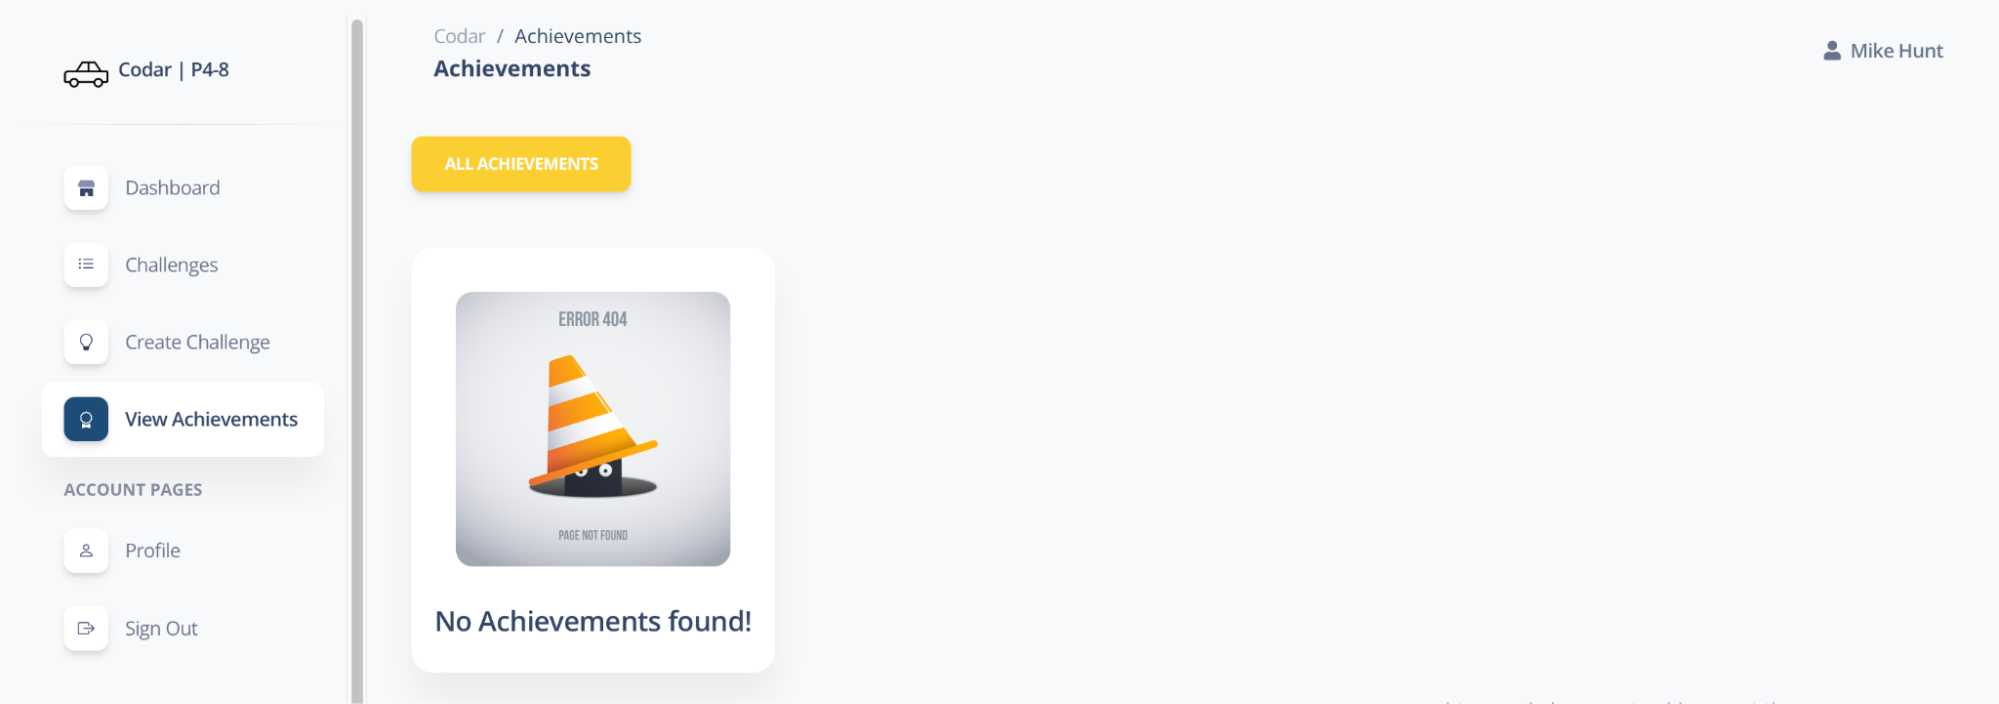 Codar | P4-8
Dashboard
Challenges
Create Challenge
View Achievements
ACCOUNT PAGES
Profile
Sign Out
Codar / Achievements
Achievements
Mike Hunt
ALL ACHIEVEMENTS
ERROR 404
PAGE NOT FOUND
No Achievements found!